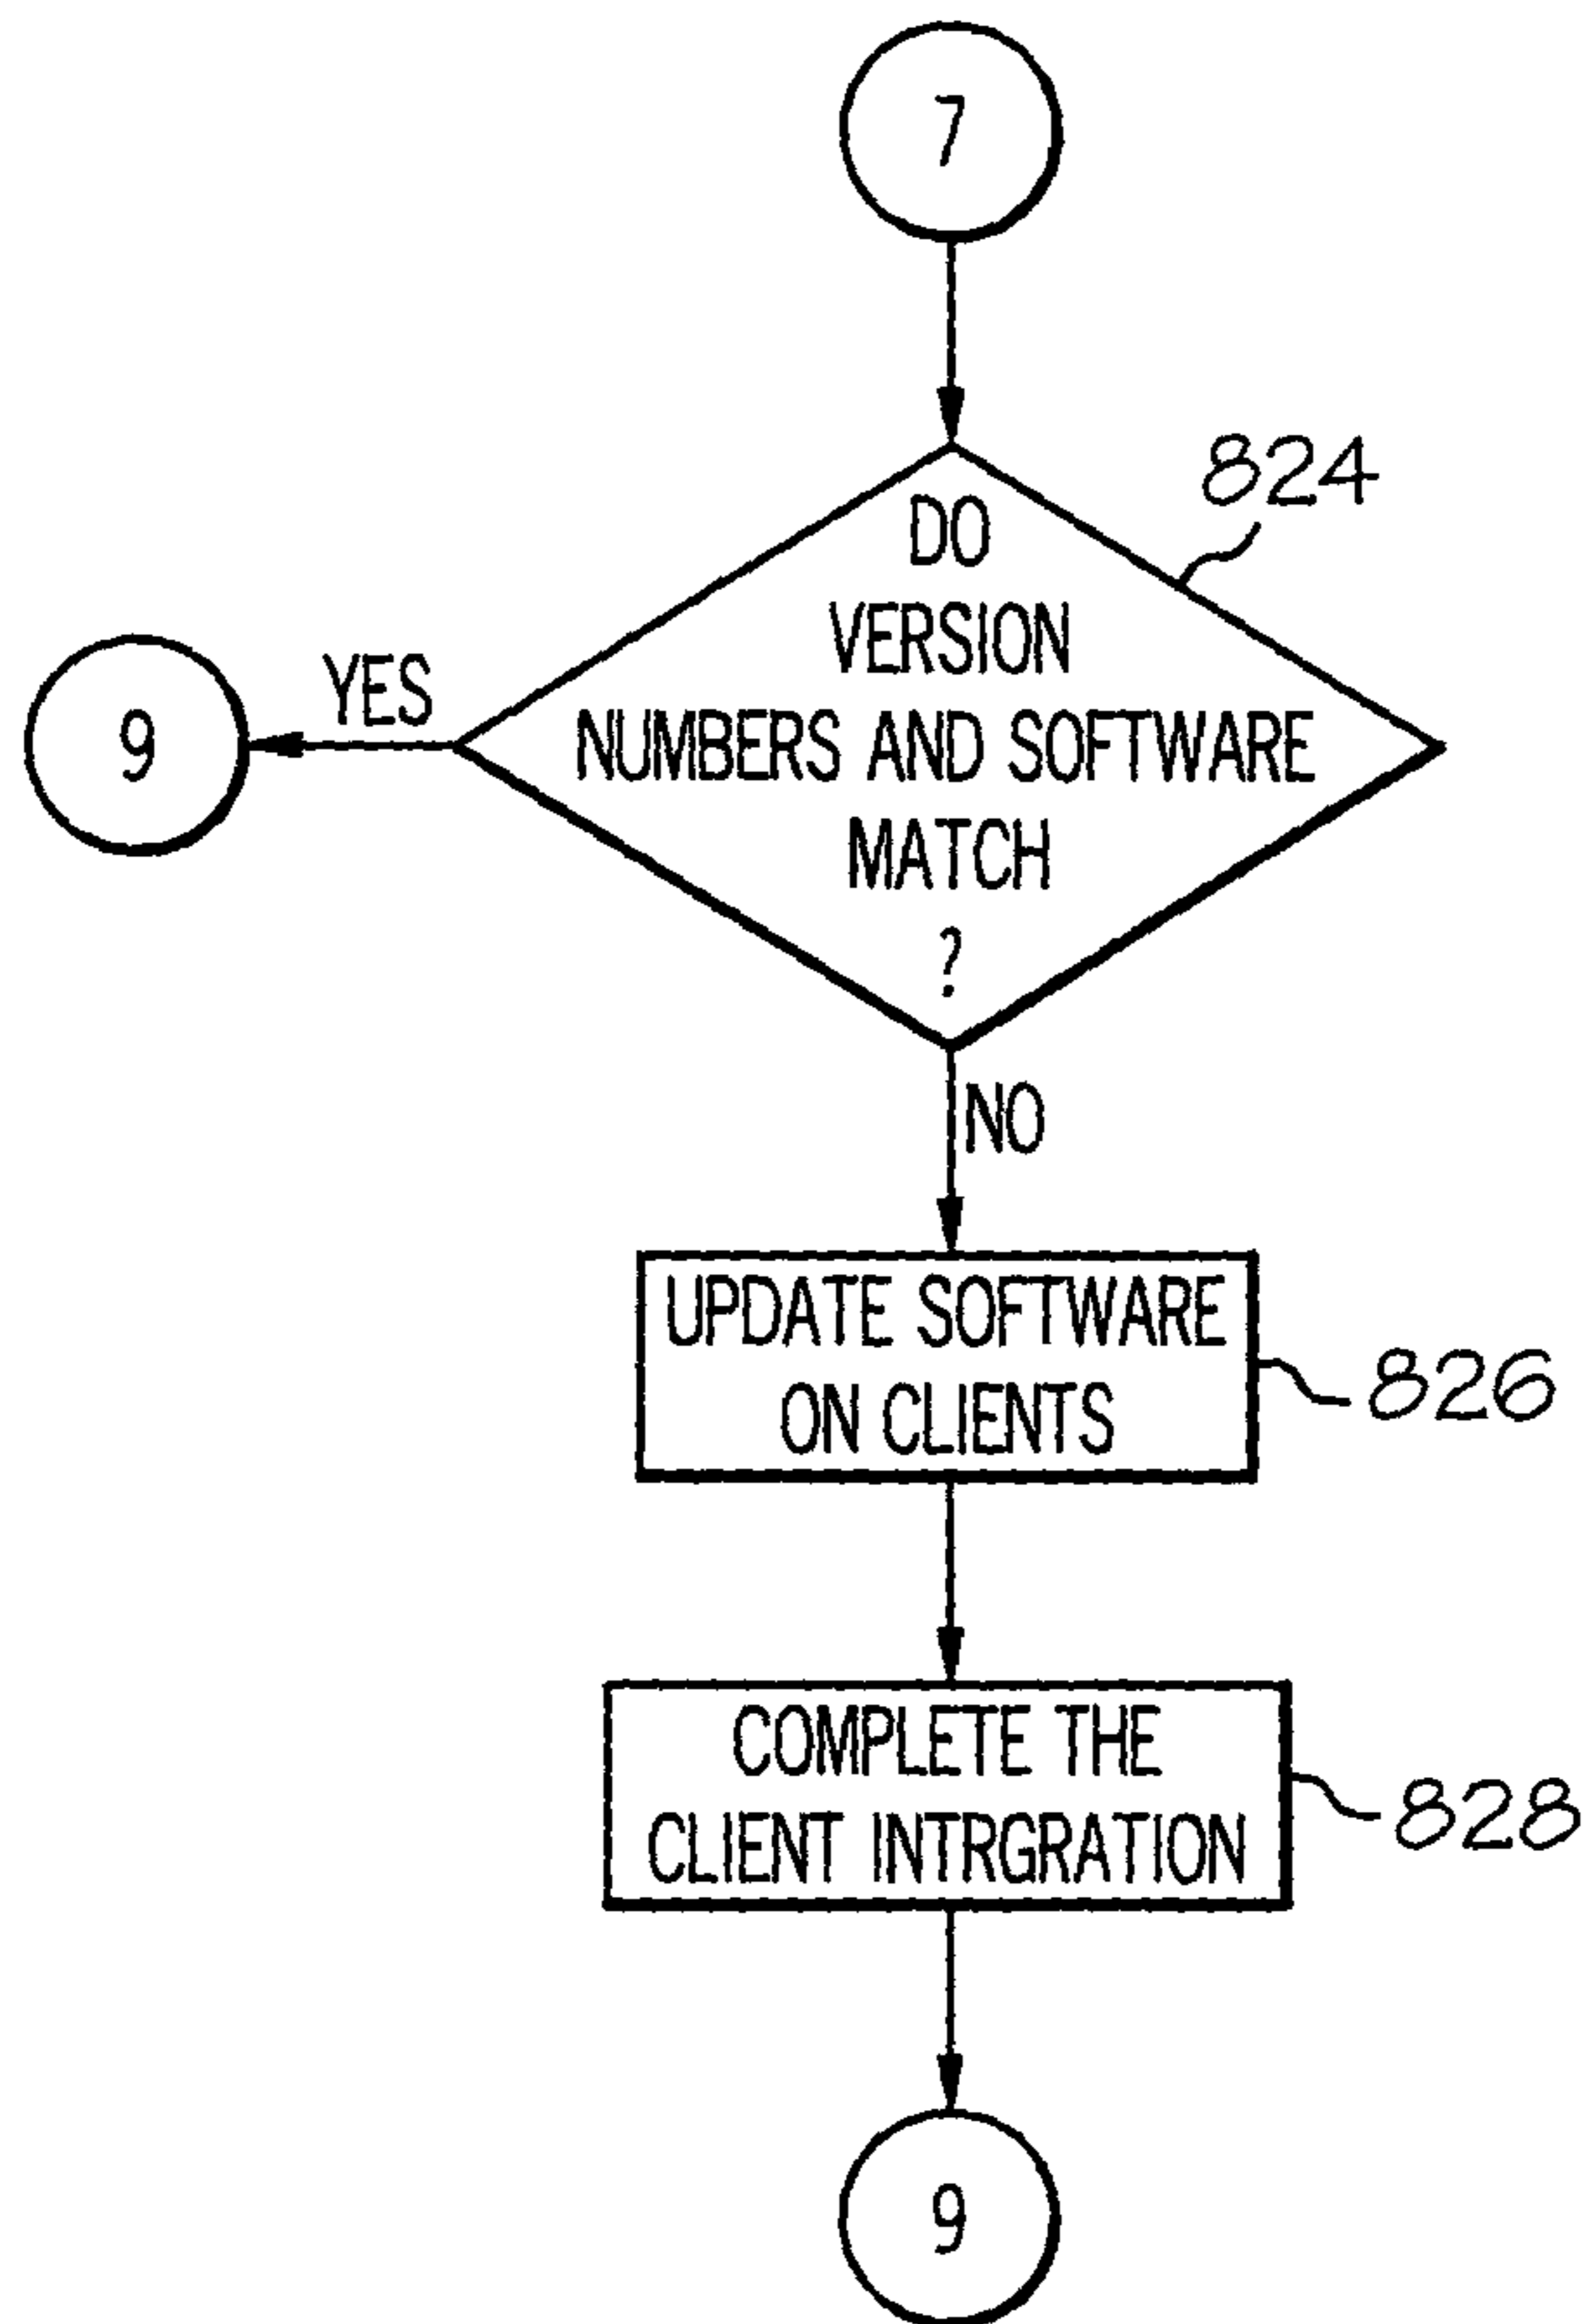 7
824
DO
VERSION
NUMBERS AND SOFTWARE
MATCH
?
YES
9
NO
UPDATE SOFTWARE
ON CLIENTS
826
COMPLETE THE
CLIENT INTRGRATION
828
9